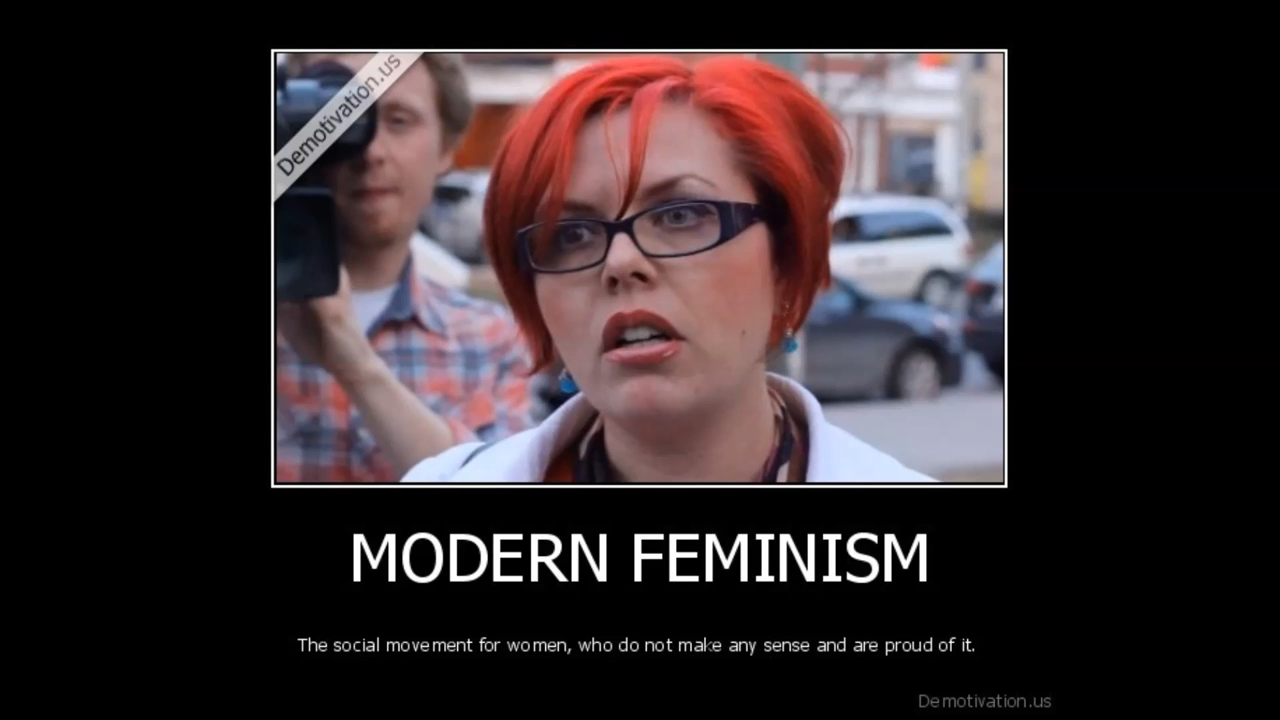 Demotivation.us
MODERN FEMINISM
The social movement for women, who do not make any sense and are proud of it.
Demotivation.us